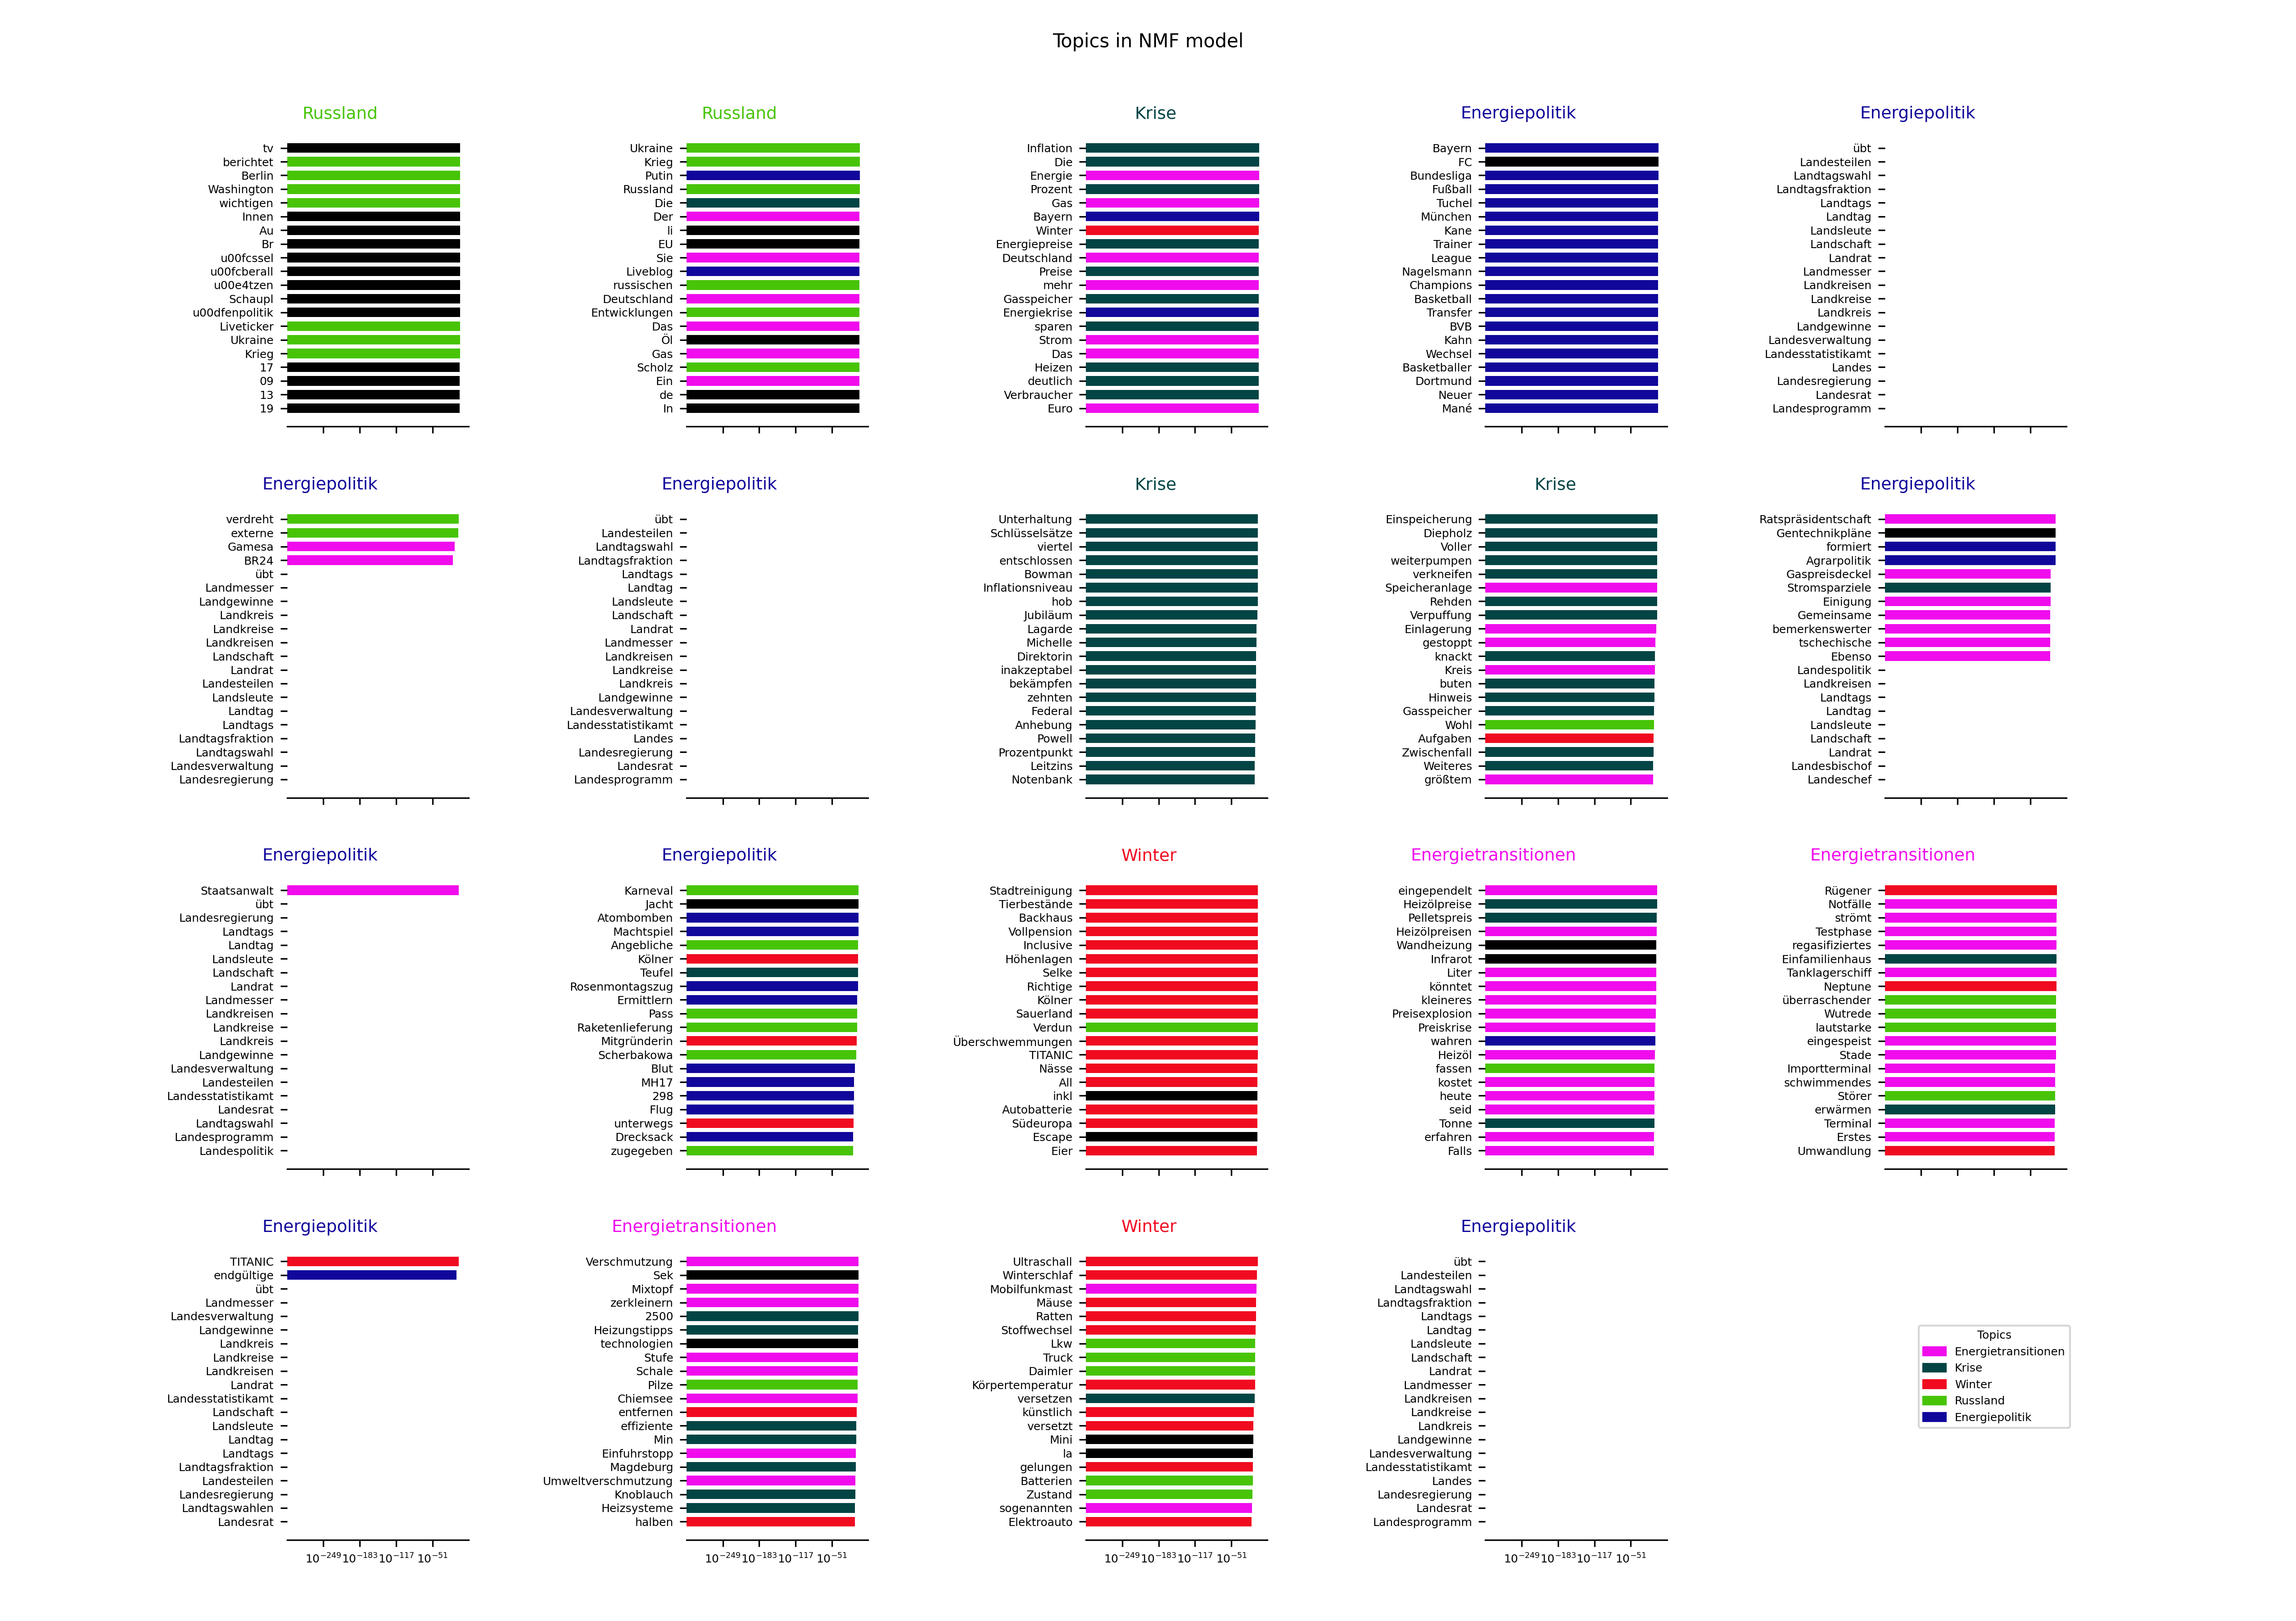 Topics in NMF model
Russland
tv
berichtet
Berlin
Washington
wichtigen
Innen
Au
Br
u00fcssel
u00fcberall
u00e4tzen
Schaupl
u00dfenpolitik
Liveticker
Ukraine
Krieg
17
09
13
19
Russland
Ukraine
Krieg
Putin
Russland
Die
Der
li
EU
Sie
Liveblog
russischen
Deutschland
Entwicklungen
Das
Öl
Gas
Scholz
Ein
de
In
Krise
Inflation
Die
Energie
Prozent
Gas
Bayern
Winter
Energiepreise
Deutschland
Preise
mehr
Gasspeicher
Energiekrise
sparen
Strom
Das
Heizen
deutlich
Verbraucher
Euro
Energiepolitik
Bayern
FC
Bundesliga
Fußball
Tuchel
München
Kane
Trainer
League
Nagelsmann
Champions
Basketball
Transfer
BVB
Kahn
Wechsel
Basketballer
Dortmund
Neuer
Mané
Energiepolitik
übt
Landesteilen
Landtagswahl
Landtagsfraktion
Landtags
Landtag
Landsleute
Landschaft
Landrat
Landmesser
Landkreisen
Landkreise
Landkreis
Landgewinne
Landesverwaltung
Landesstatistikamt
Landes
Landesregierung
Landesrat
Landesprogramm
Energiepolitik
verdreht
externe
Gamesa
BR24
übt
Landmesser
Landgewinne
Landkreis
Landkreise
Landkreisen
Landschaft
Landrat
Landesteilen
Landsleute
Landtag
Landtags
Landtagsfraktion
Landtagswahl
Landesverwaltung
Landesregierung
Energiepolitik
übt
Landesteilen
Landtagswahl
Landtagsfraktion
Landtags
Landtag
Landsleute
Landschaft
Landrat
Landmesser
Landkreisen
Landkreise
Landkreis
Landgewinne
Landesverwaltung
Landesstatistikamt
Landes
Landesregierung
Landesrat
Landesprogramm
Krise
Unterhaltung
Schlüsselsätze
viertel
entschlossen
Bowman
Inflationsniveau
hob
Jubiläum
Lagarde
Michelle
Direktorin
inakzeptabel
bekämpfen
zehnten
Federal
Anhebung
Powell
Prozentpunkt
Leitzins
Notenbank
Krise
Einspeicherung
Diepholz
Voller
weiterpumpen
verkneifen
Speicheranlage
Rehden
Verpuffung
Einlagerung
gestoppt
knackt
Kreis
buten
Hinweis
Gasspeicher
Wohl
Aufgaben
Zwischenfall
Weiteres
größtem
Energiepolitik
Ratspräsidentschaft
Gentechnikpläne
formiert
Agrarpolitik
Gaspreisdeckel
Stromsparziele
Einigung
Gemeinsame
bemerkenswerter
tschechische
Ebenso
Landespolitik
Landkreisen
Landtags
Landtag
Landsleute
Landschaft
Landrat
Landesbischof
Landeschef
Energiepolitik
Staatsanwalt
übt
Landesregierung
Landtags
Landtag
Landsleute
Landschaft
Landrat
Landmesser
Landkreisen
Landkreise
Landkreis
Landgewinne
Landesverwaltung
Landesteilen
Landesstatistikamt
Landesrat
Landtagswahl
Landesprogramm
Landespolitik
Energiepolitik
Karneval
Jacht
Atombomben
Machtspiel
Angebliche
Kölner
Teufel
Rosenmontagszug
Ermittlern
Pass
Raketenlieferung
Mitgründerin
Scherbakowa
Blut
MH17
298
Flug
unterwegs
Drecksack
zugegeben
Winter
Stadtreinigung
Tierbestände
Backhaus
Vollpension
Inclusive
Höhenlagen
Selke
Richtige
Kölner
Sauerland
Verdun
Überschwemmungen
TITANIC
Nässe
All
inkl
Autobatterie
Südeuropa
Escape
Eier
Energietransitionen
eingependelt
Heizölpreise
Pelletspreis
Heizölpreisen
Wandheizung
Infrarot
Liter
könntet
kleineres
Preisexplosion
Preiskrise
wahren
Heizöl
fassen
kostet
heute
seid
Tonne
erfahren
Falls
Energietransitionen
Rügener
Notfälle
strömt
Testphase
regasifiziertes
Einfamilienhaus
Tanklagerschiff
Neptune
überraschender
Wutrede
lautstarke
eingespeist
Stade
Importterminal
schwimmendes
Störer
erwärmen
Terminal
Erstes
Umwandlung
Energiepolitik
TITANIC
endgültige
übt
Landmesser
Landesverwaltung
Landgewinne
Landkreis
Landkreise
Landkreisen
Landrat
Landesstatistikamt
Landschaft
Landsleute
Landtag
Landtags
Landtagsfraktion
Landesteilen
Landesregierung
Landtagswahlen
Landesrat
10⁻²⁴⁹ 10⁻¹⁸³ 10⁻¹¹⁷ 10⁻⁵¹
Energietransitionen
Verschmutzung
Sek
Mixtopf
zerkleinern
2500
Heizungstipps
technologien
Stufe
Schale
Pilze
Chiemsee
entfernen
effiziente
Min
Einfuhrstopp
Magdeburg
Umweltverschmutzung
Knoblauch
Heizsysteme
halben
10⁻²⁴⁹ 10⁻¹⁸³ 10⁻¹¹⁷ 10⁻⁵¹
Winter
Ultraschall
Winterschlaf
Mobilfunkmast
Mäuse
Ratten
Stoffwechsel
Lkw
Truck
Daimler
Körpertemperatur
versetzen
künstlich
versetzt
Mini
la
gelungen
Batterien
Zustand
sogenannten
Elektroauto
10⁻²⁴⁹ 10⁻¹⁸³ 10⁻¹¹⁷ 10⁻⁵¹
Energiepolitik
übt
Landesteilen
Landtagswahl
Landtagsfraktion
Landtags
Landtag
Landsleute
Landschaft
Landrat
Landmesser
Landkreisen
Landkreise
Landkreis
Landgewinne
Landesverwaltung
Landesstatistikamt
Landes
Landesregierung
Landesrat
Landesprogramm
10⁻²⁴⁹ 10⁻¹⁸³ 10⁻¹¹⁷ 10⁻⁵¹
Topics
Energietransitionen
Krise
Winter
Russland
Energiepolitik